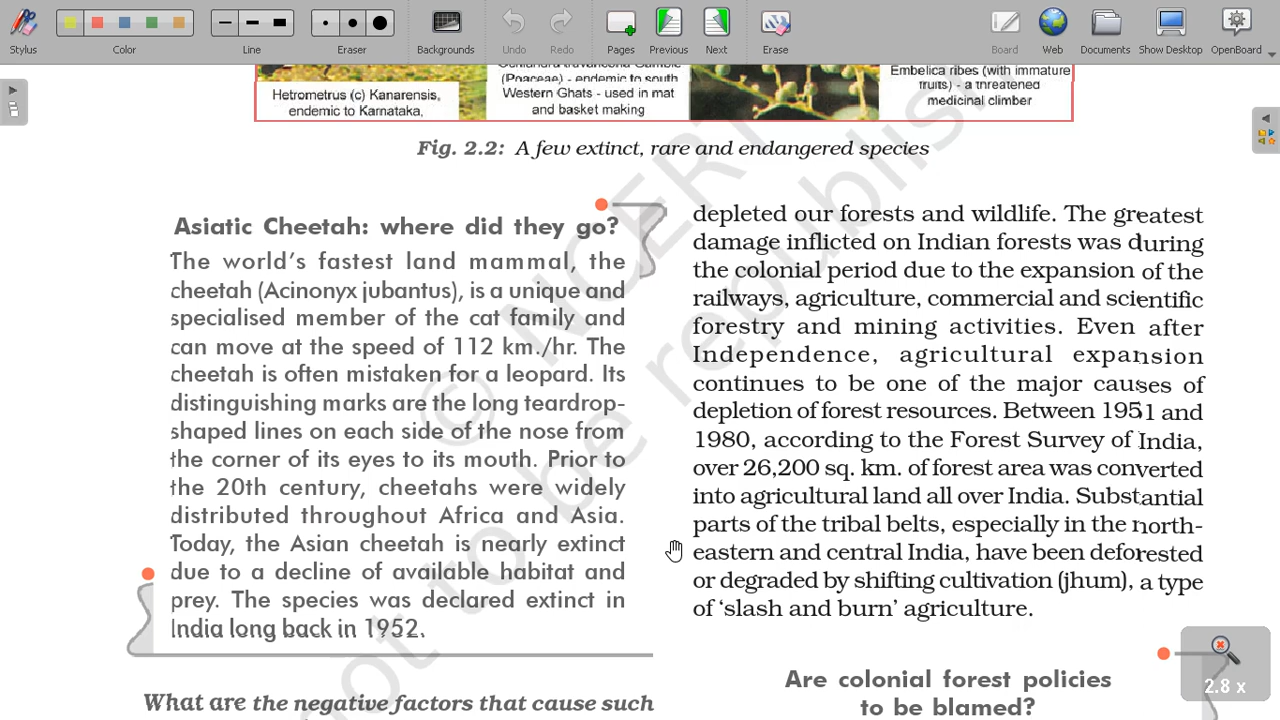 Stylus
Color
Line
Eraser
Backgrounds
Undo
Redo
Pages
Previous
Next
Erase
Board
Web
Documents
Show Desktop
OpenBoard
Hetrometrus (c) Kanarensis,
endemic to Karnataka,
(Poaceae) - endemic to south
Western Ghats - used in mat
and basket making
Embelica ribes (with immature
fruits) - a threatened
medicinal climber
Fig. 2.2: A few extinct, rare and endangered species
Asiatic Cheetah: where did they go?
The world's fastest land mammal, the
cheetah (Acinonyx jubantus), is a unique and
specialised member of the cat family and
can move at the speed of 112 km./hr. The
cheetah is often mistaken for a leopard. Its
distinguishing marks are the long teardrop-
shaped lines on each side of the nose from
the corner of its eyes to its mouth. Prior to
the 20th century, cheetahs were widely
distributed throughout Africa and Asia.
Today, the Asian cheetah is nearly extinct
due to a decline of available habitat and
prey. The species was declared extinct in
India long back in 1952.
What are the negative factors that cause such
depleted our forests and wildlife. The greatest
damage inflicted on Indian forests was during
the colonial period due to the expansion of the
railways, agriculture, commercial and scientific
forestry and mining activities. Even after
Independence, agricultural expansion
continues to be one of the major causes of
depletion of forest resources. Between 1951 and
1980, according to the Forest Survey of India,
over 26,200 sq. km. of forest area was converted
into agricultural land all over India. Substantial
parts of the tribal belts, especially in the north-
eastern and central India, have been deforested
or degraded by shifting cultivation (jhum), a type
of 'slash and burn' agriculture.
Are colonial forest policies
to be blamed?
© NCERT
not to be republish
2.8 x